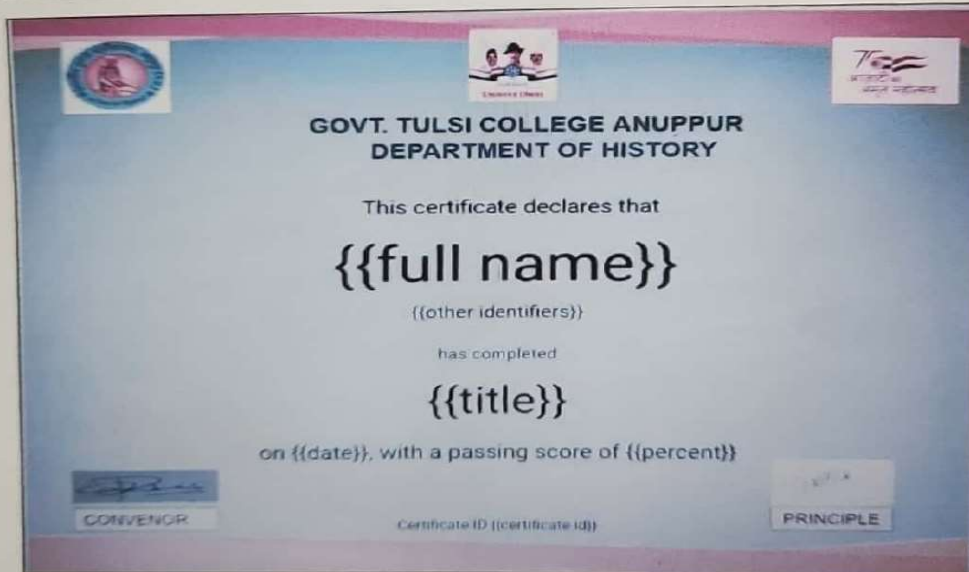 GOVT. TULSI COLLEGE ANUPPUR
DEPARTMENT OF HISTORY
This certificate declares that
{{full name}}
{{other identifiers}}
has completed
{{title}}
on {{date}}, with a passing score of {{percent}}
CONVENOR
PRINCIPLE
Certificate ID {{certificate id}}